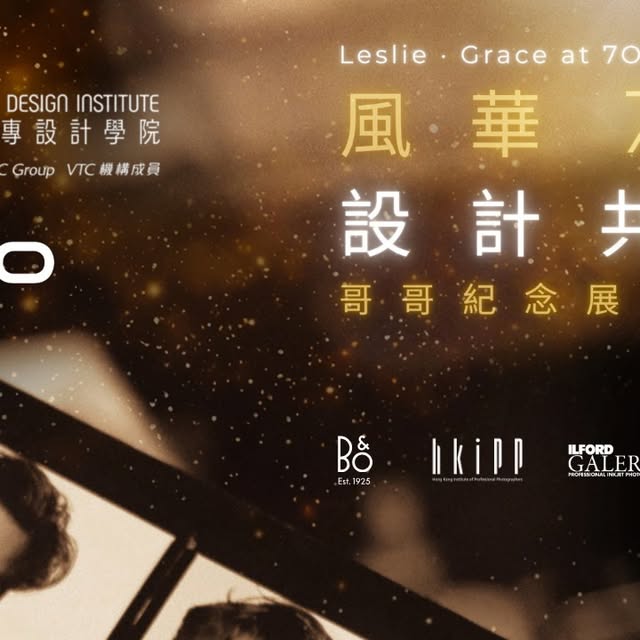 Leslie · Grace at 70
DESIGN INSTITUTE
專設計學院
C Group VTC 機構成員
風華
設計共
哥哥紀念展
B&O
Est. 1925
hkipp
Hong Kong Institute of Professional Photographers
ILFORD
GALER
PROFESSIONAL INKJET PHOTO